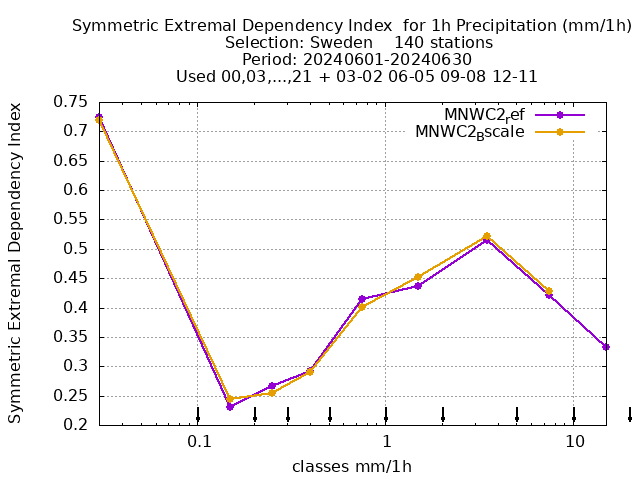 Symmetric Extremal Dependency Index  for 1h Precipitation (mm/1h)
Selection: Sweden    140 stations
Period: 20240601-20240630
Used 00,03,...,21 + 03-02 06-05 09-08 12-11
Symmetric Extremal Dependency Index
0.75
0.7
0.65
0.6
0.55
0.5
0.45
0.4
0.35
0.3
0.25
0.2
MNWC2ref
MNWC2Bscale
0.1
1
10
classes mm/1h